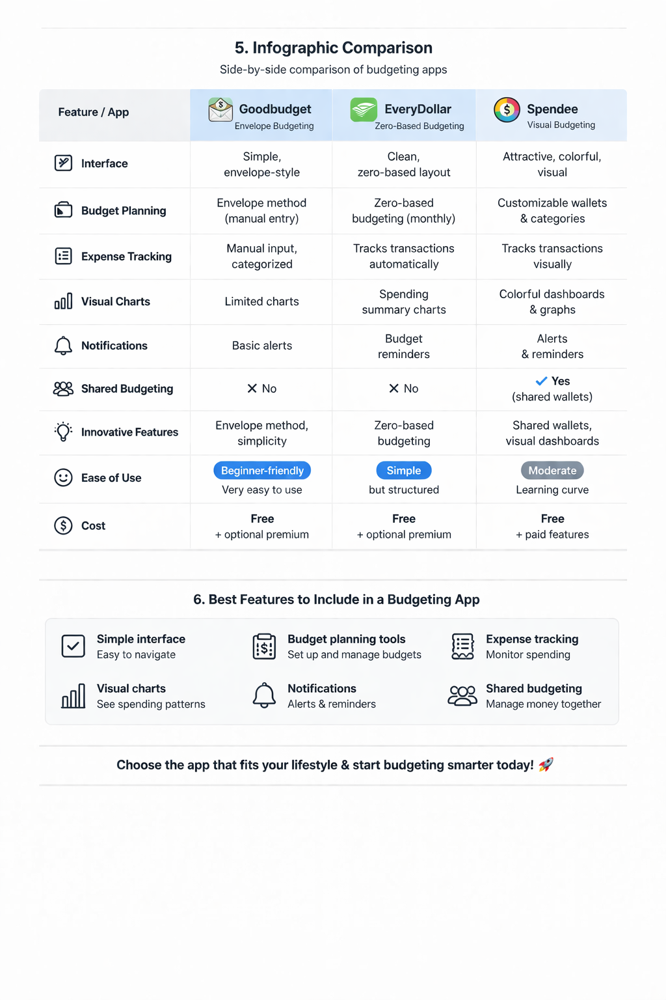 5. Infographic Comparison
Side-by-side comparison of budgeting apps
Feature / App
Goodbudget
Envelope Budgeting
EveryDollar
Zero-Based Budgeting
Spendee
Visual Budgeting
Interface
Simple,
envelope-style
Clean,
zero-based layout
Attractive, colorful,
visual
Budget Planning
Envelope method
(manual entry)
Zero-based
budgeting (monthly)
Customizable wallets
& categories
Expense Tracking
Manual input,
categorized
Tracks transactions
automatically
Tracks transactions
visually
Visual Charts
Limited charts
Spending
summary charts
Colorful dashboards
& graphs
Notifications
Basic alerts
Budget
reminders
Alerts
& reminders
Shared Budgeting
✕ No
✕ No
✓ Yes
(shared wallets)
Innovative Features
Envelope method,
simplicity
Zero-based
budgeting
Shared wallets,
visual dashboards
Ease of Use
Beginner-friendly
Very easy to use
Simple
but structured
Moderate
Learning curve
Cost
Free
+ optional premium
Free
+ optional premium
Free
+ paid features
6. Best Features to Include in a Budgeting App
Simple interface
Easy to navigate
Budget planning tools
Set up and manage budgets
Expense tracking
Monitor spending
Visual charts
See spending patterns
Notifications
Alerts & reminders
Shared budgeting
Manage money together
Choose the app that fits your lifestyle & start budgeting smarter today! 🚀